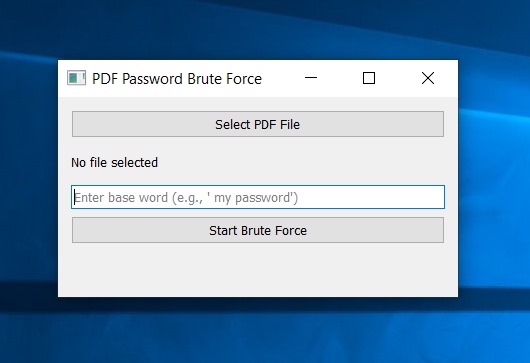 PDF Password Brute Force
Select PDF File
No file selected
Enter base word (e.g., ' my password')
Start Brute Force